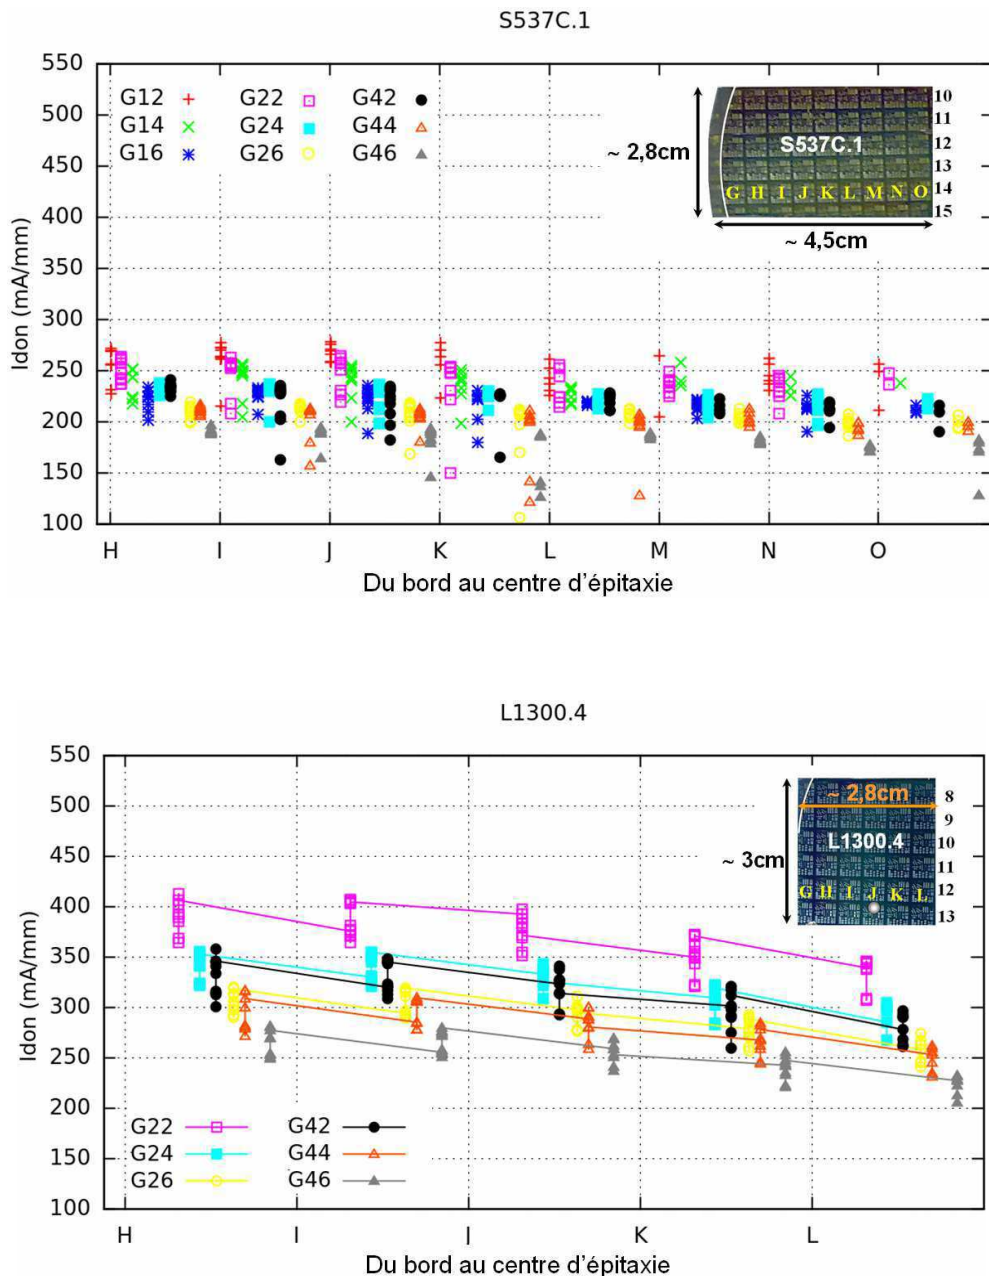 S537C.1
550
500
450
400
350
300
250
200
150
100
Idon (mA/mm)
G12 G22 G42
G14 G24 G44
G16 G26 G46
~ 2,8cm
S537C.1
10
11
12
13
14
15
G H I J K L M N O
~ 4,5cm
H I J K L M N O
Du bord au centre d'épitaxie
L1300.4
550
500
450
400
350
300
250
200
150
100
Idon (mA/mm)
~ 2,8cm
~ 3cm
L1300.4
8
9
10
11
12
13
G H I J K L
G22 G42
G24 G44
G26 G46
H I J K L
Du bord au centre d'épitaxie